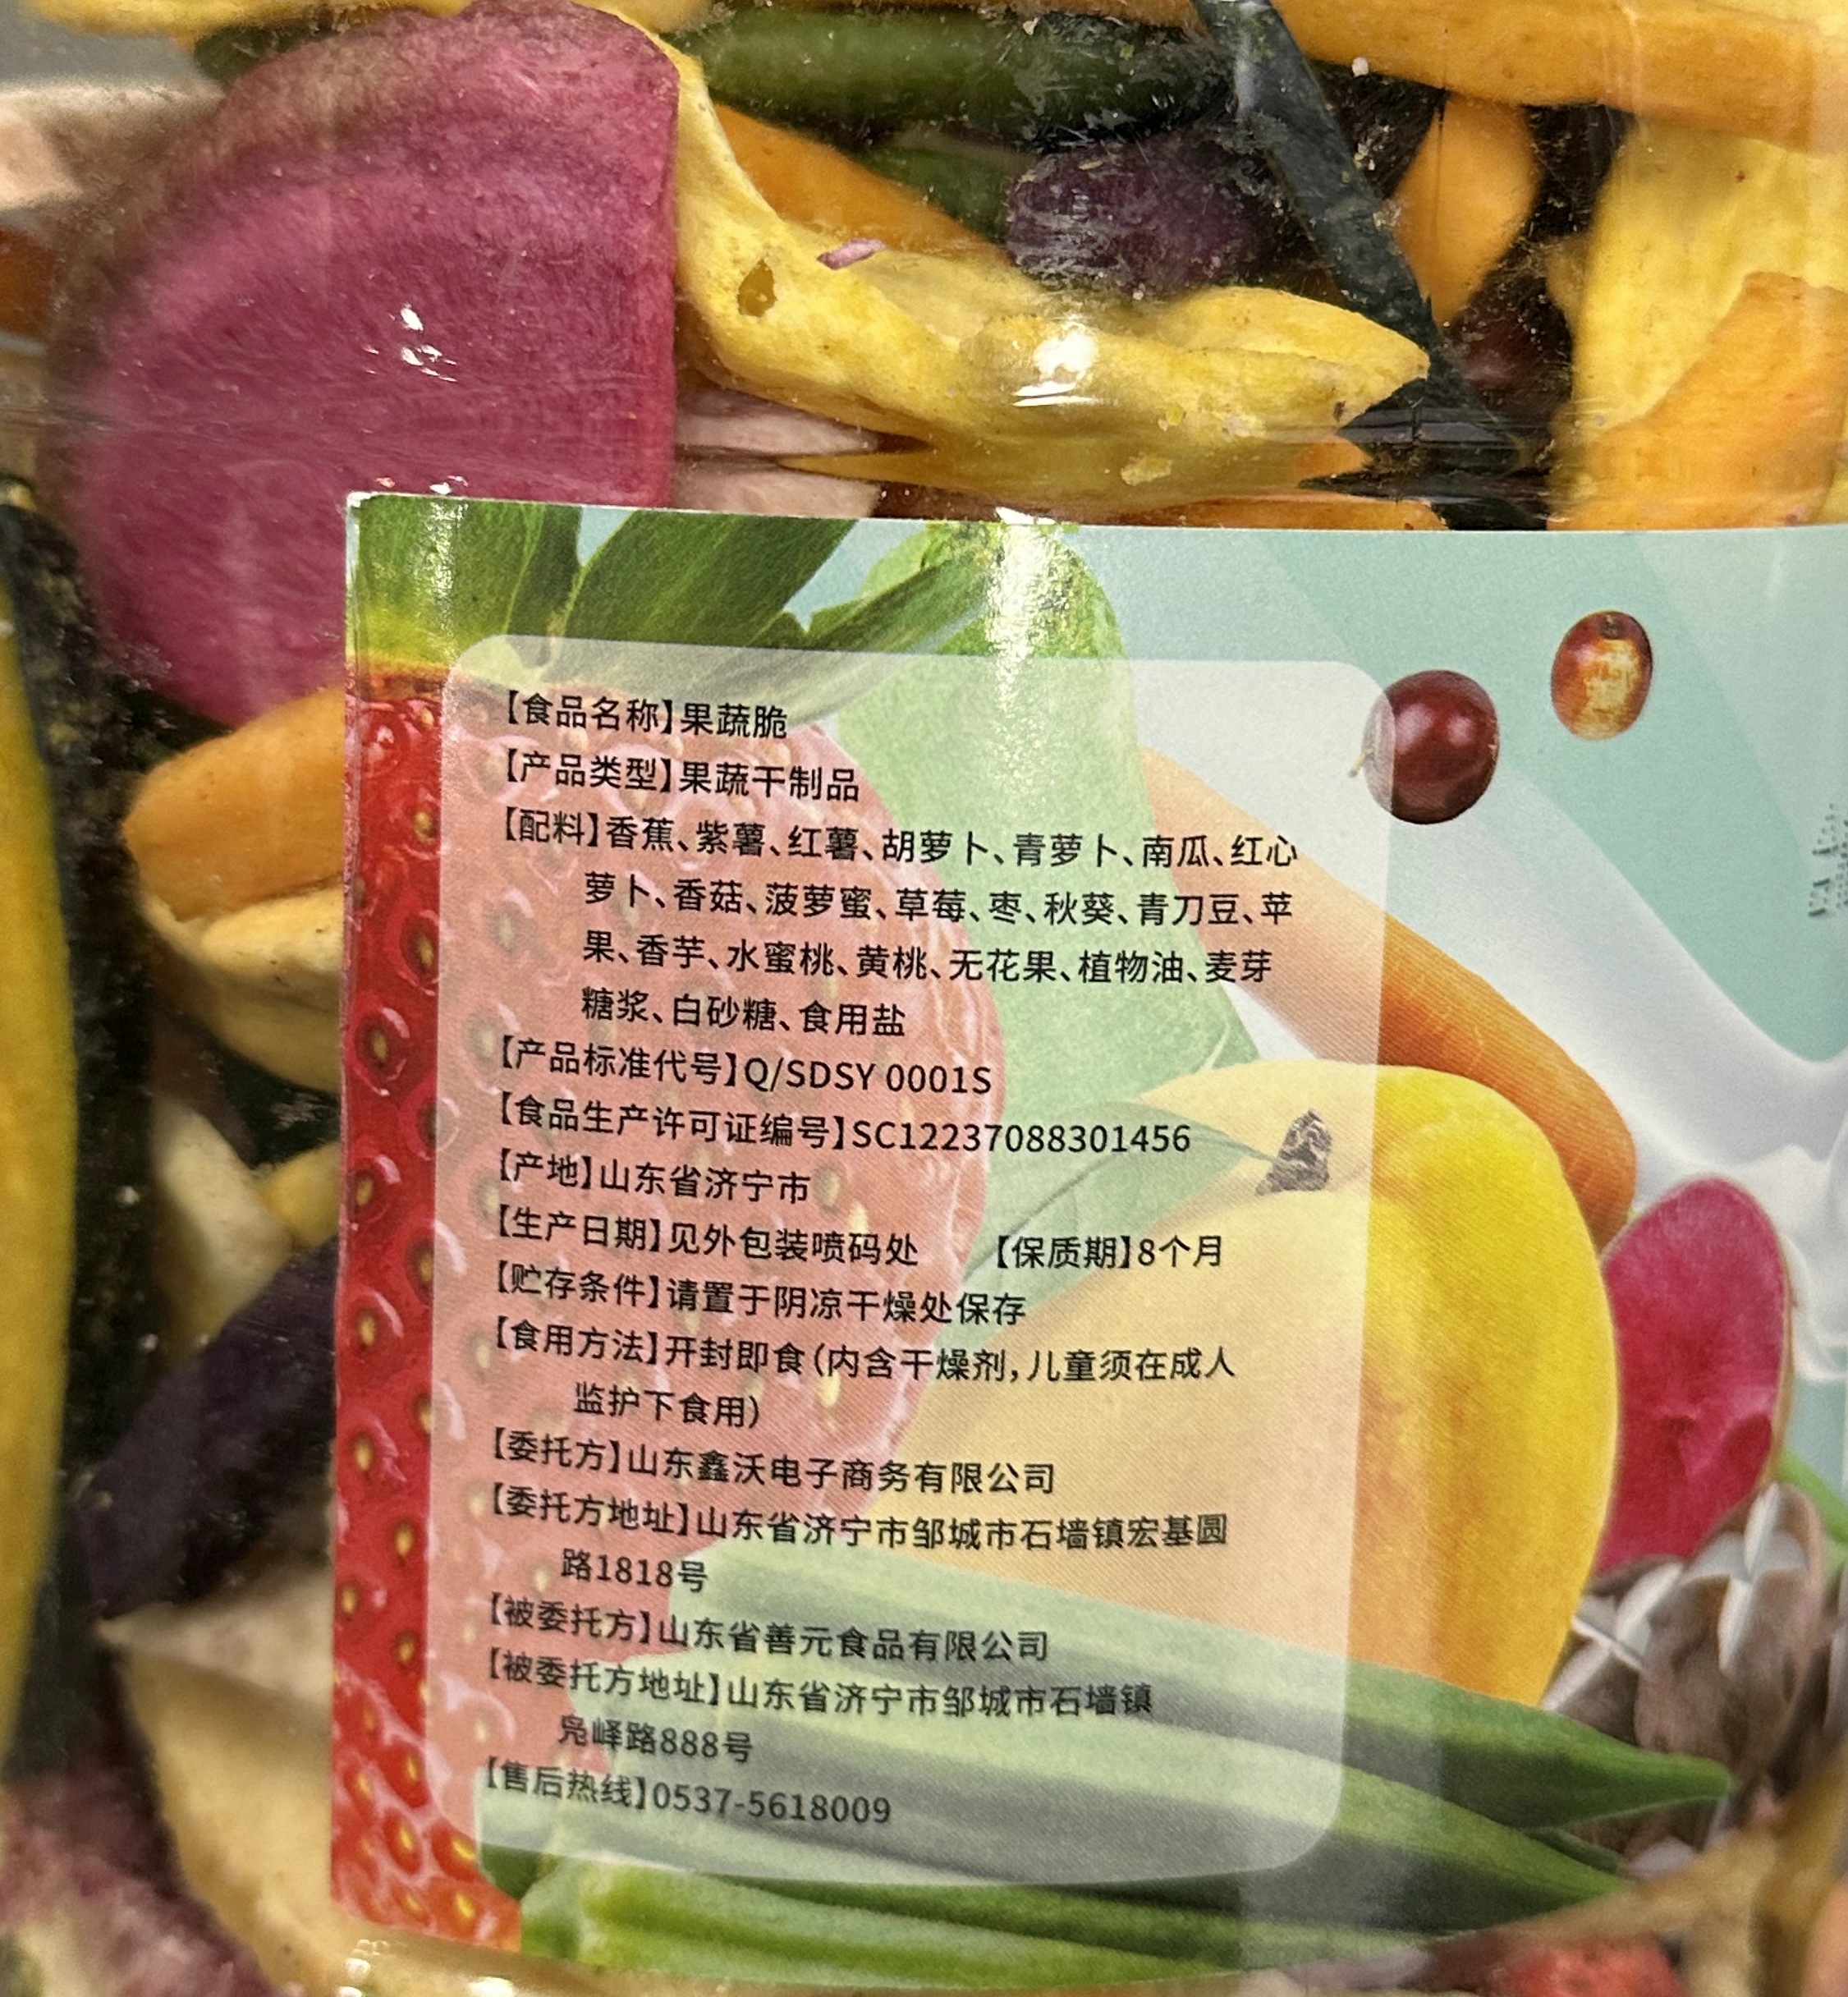 【食品名称】果蔬脆
【产品类型】果蔬干制品
【配料】香蕉、紫薯、红薯、胡萝卜、青萝卜、南瓜、红心
萝卜、香菇、菠萝蜜、草莓、枣、秋葵、青刀豆、苹
果、香芋、水蜜桃、黄桃、无花果、植物油、麦芽
糖浆、白砂糖、食用盐
【产品标准代号】Q/SDSY 0001S
【食品生产许可证编号】SC12237088301456
【产地】山东省济宁市
【生产日期】见外包装喷码处 【保质期】8个月
【贮存条件】请置于阴凉干燥处保存
【食用方法】开封即食(内含干燥剂,儿童须在成人
监护下食用)
【委托方】山东鑫沃电子商务有限公司
【委托方地址】山东省济宁市邹城市石墙镇宏基圆
路1818号
【被委托方】山东省善元食品有限公司
【被委托方地址】山东省济宁市邹城市石墙镇
凫峄路888号
【售后热线】0537-5618009